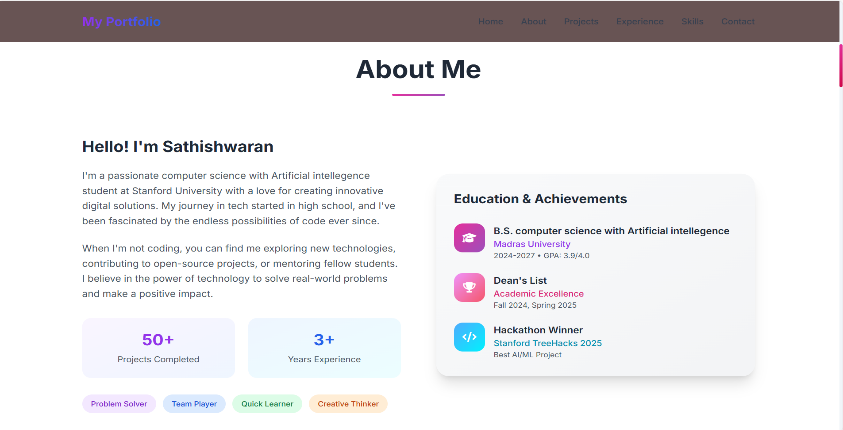 My Portfolio
Home About Projects Experience Skills Contact
About Me
Hello! I'm Sathishwaran
I'm a passionate computer science with Artificial intellegence
student at Stanford University with a love for creating innovative
digital solutions. My journey in tech started in high school, and I've
been fascinated by the endless possibilities of code ever since.
When I'm not coding, you can find me exploring new technologies,
contributing to open-source projects, or mentoring fellow students.
I believe in the power of technology to solve real-world problems
and make a positive impact.
50+
Projects Completed
3+
Years Experience
Problem Solver Team Player Quick Learner Creative Thinker
Education & Achievements
B.S. computer science with Artificial intellegence
Madras University
2024-2027 • GPA: 3.9/4.0
Dean's List
Academic Excellence
Fall 2024, Spring 2025
Hackathon Winner
Stanford TreeHacks 2025
Best AI/ML Project